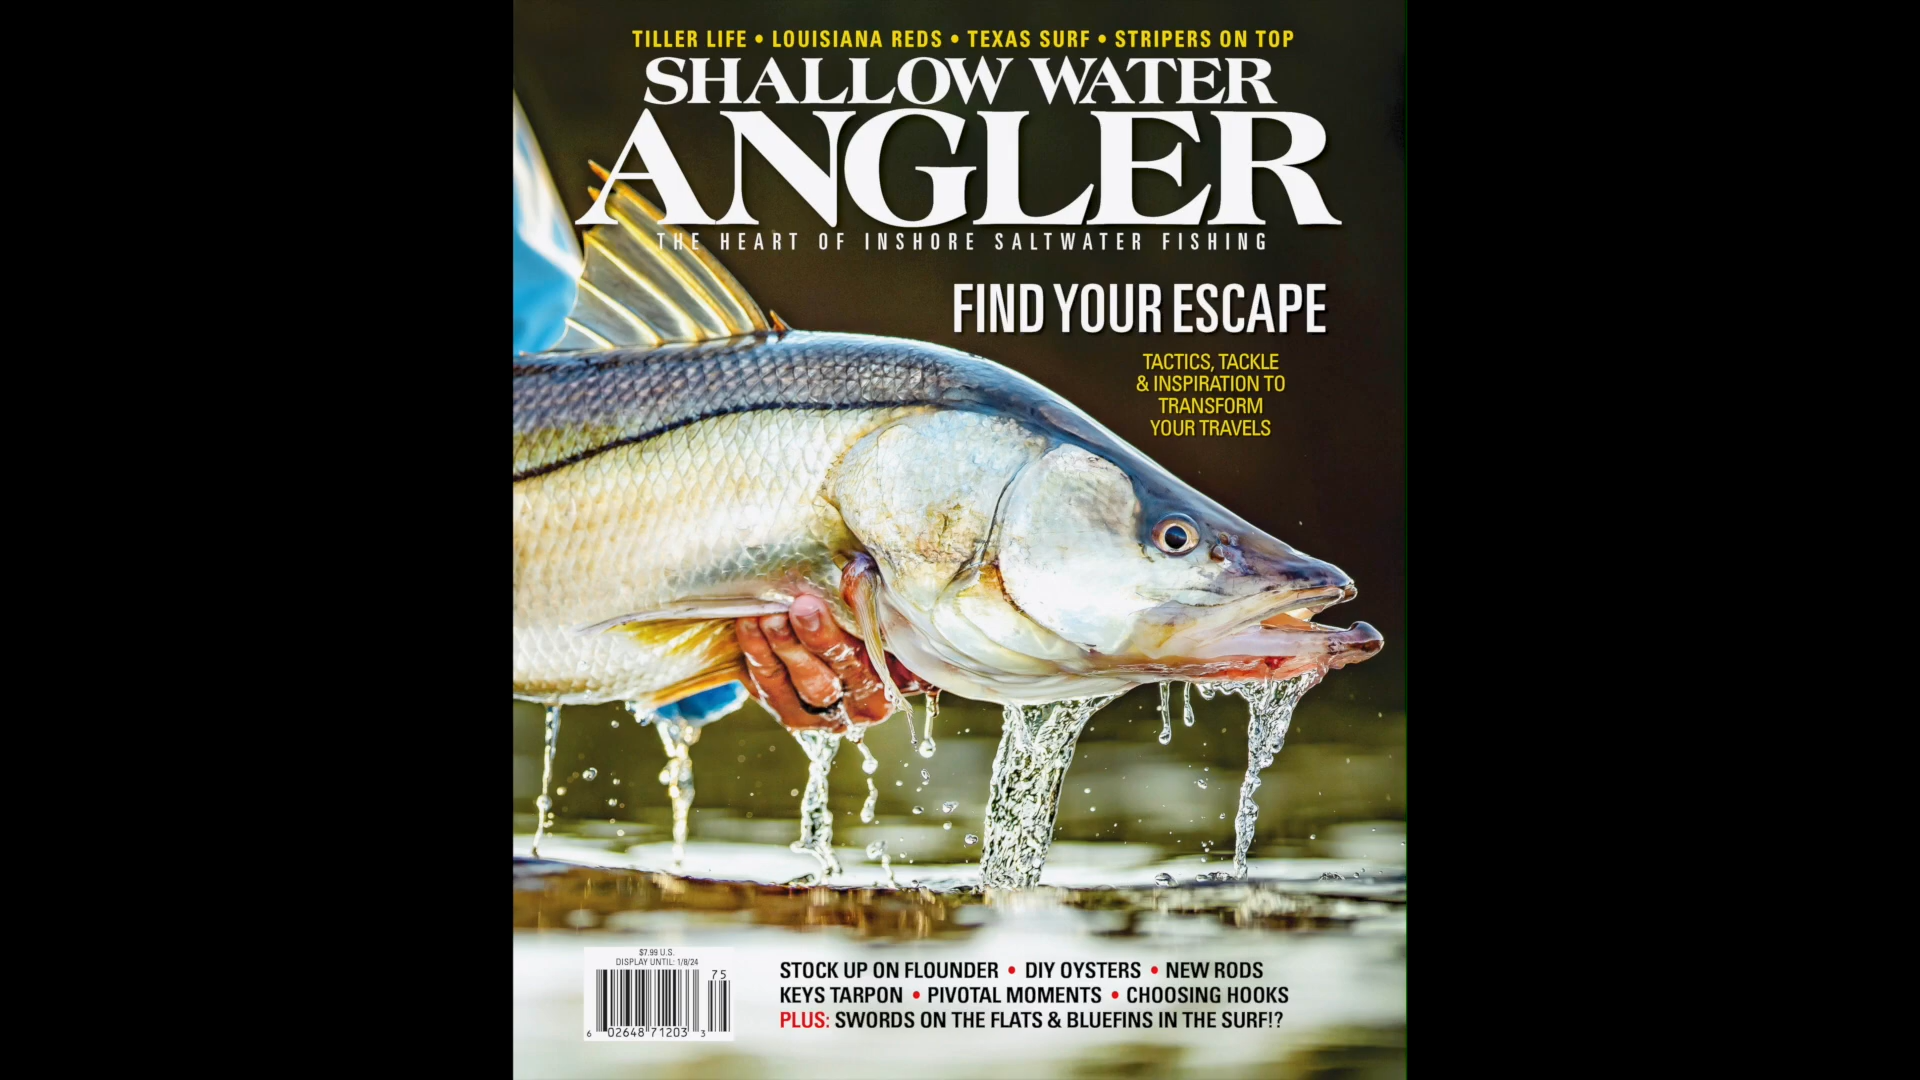 TILLER LIFE • LOUISIANA REDS • TEXAS SURF • STRIPERS ON TOP
SHALLOW WATER
ANGLER
THE HEART OF INSHORE SALTWATER FISHING
FIND YOUR ESCAPE
TACTICS, TACKLE
& INSPIRATION TO
TRANSFORM
YOUR TRAVELS
$7.99 U.S.
DISPLAY UNTIL: 1/8/24
75
6 02648 71203 3
STOCK UP ON FLOUNDER • DIY OYSTERS • NEW RODS
KEYS TARPON • PIVOTAL MOMENTS • CHOOSING HOOKS
PLUS: SWORDS ON THE FLATS & BLUEFINS IN THE SURF!?